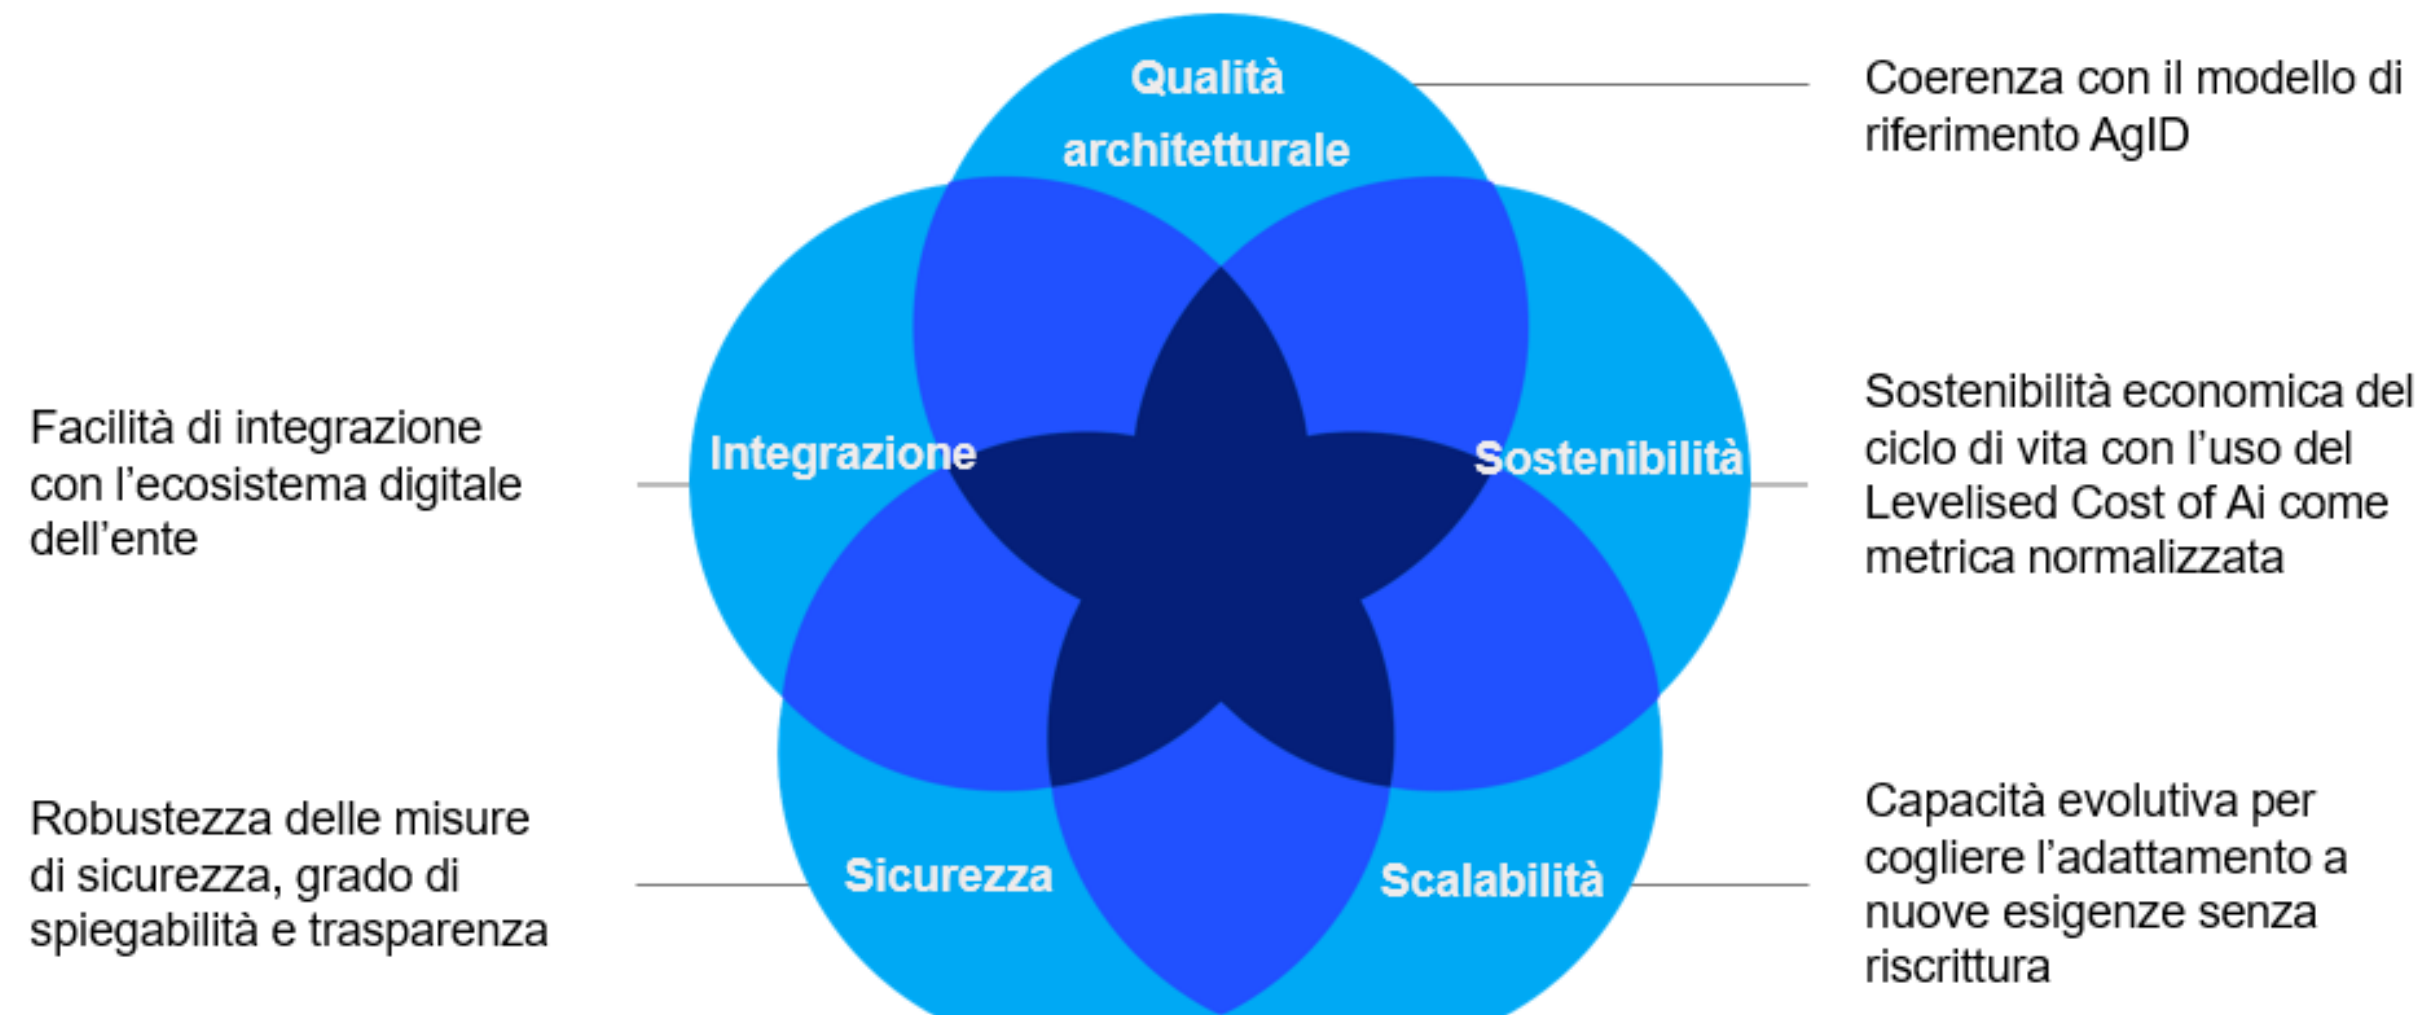 Qualità
architetturale
Coerenza con il modello di
riferimento AgID
Integrazione
Facilità di integrazione
con l’ecosistema digitale
dell’ente
Sostenibilità
Sostenibilità economica del
ciclo di vita con l’uso del
Levelised Cost of Ai come
metrica normalizzata
Sicurezza
Robustezza delle misure
di sicurezza, grado di
spiegabilità e trasparenza
Scalabilità
Capacità evolutiva per
cogliere l’adattamento a
nuove esigenze senza
riscrittura